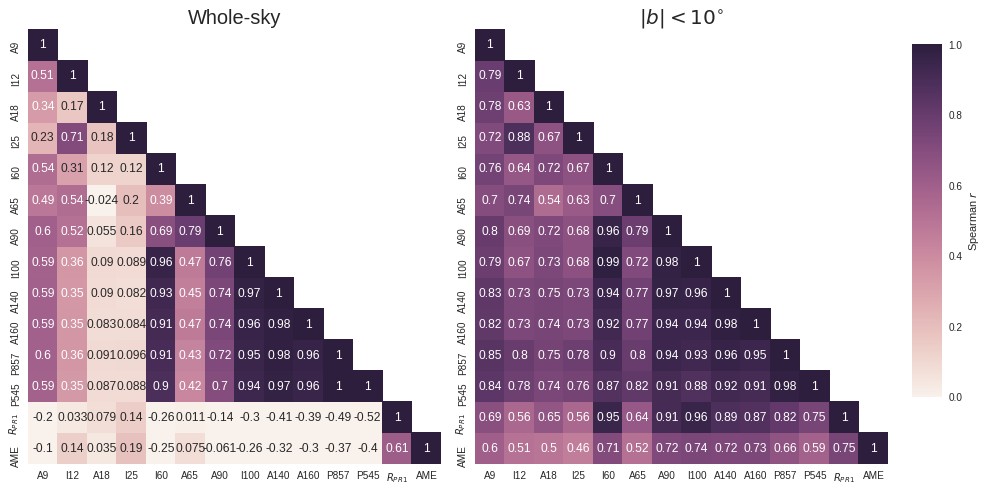 Whole-sky
A9 1
I12 0.51 1
A18 0.34 0.17 1
I25 0.23 0.71 0.18 1
I60 0.54 0.31 0.12 0.12 1
A65 0.49 0.54 -0.024 0.2 0.39 1
A90 0.6 0.52 0.055 0.16 0.69 0.79 1
I100 0.59 0.36 0.09 0.089 0.96 0.47 0.76 1
A140 0.59 0.35 0.09 0.082 0.93 0.45 0.74 0.97 1
A160 0.59 0.35 0.083 0.084 0.91 0.47 0.74 0.96 0.98 1
P857 0.6 0.36 0.091 0.096 0.91 0.43 0.72 0.95 0.98 0.96 1
P545 0.59 0.35 0.087 0.088 0.9 0.42 0.7 0.94 0.97 0.96 1 1
R_PR1 -0.2 0.033 0.079 0.14 -0.26 0.011 -0.14 -0.3 -0.41 -0.39 -0.49 -0.52 1
AME -0.1 0.14 0.035 0.19 -0.25 0.075 -0.061 -0.26 -0.32 -0.3 -0.37 -0.4 0.61 1
A9 I12 A18 I25 I60 A65 A90 I100 A140 A160 P857 P545 R_PR1 AME
|b| < 10°
A9 1
I12 0.79 1
A18 0.78 0.63 1
I25 0.72 0.88 0.67 1
I60 0.76 0.64 0.72 0.67 1
A65 0.7 0.74 0.54 0.63 0.7 1
A90 0.8 0.69 0.72 0.68 0.96 0.79 1
I100 0.79 0.67 0.73 0.68 0.99 0.72 0.98 1
A140 0.83 0.73 0.75 0.73 0.94 0.77 0.97 0.96 1
A160 0.82 0.73 0.74 0.73 0.92 0.77 0.94 0.94 0.98 1
P857 0.85 0.8 0.75 0.78 0.9 0.8 0.94 0.93 0.96 0.95 1
P545 0.84 0.78 0.74 0.76 0.87 0.82 0.91 0.88 0.92 0.91 0.98 1
R_PR1 0.69 0.56 0.65 0.56 0.95 0.64 0.91 0.96 0.89 0.87 0.82 0.75 1
AME 0.6 0.51 0.5 0.46 0.71 0.52 0.72 0.74 0.72 0.73 0.66 0.59 0.75 1
A9 I12 A18 I25 I60 A65 A90 I100 A140 A160 P857 P545 R_PR1 AME
1.0
0.8
0.6
0.4
0.2
0.0
Spearman r